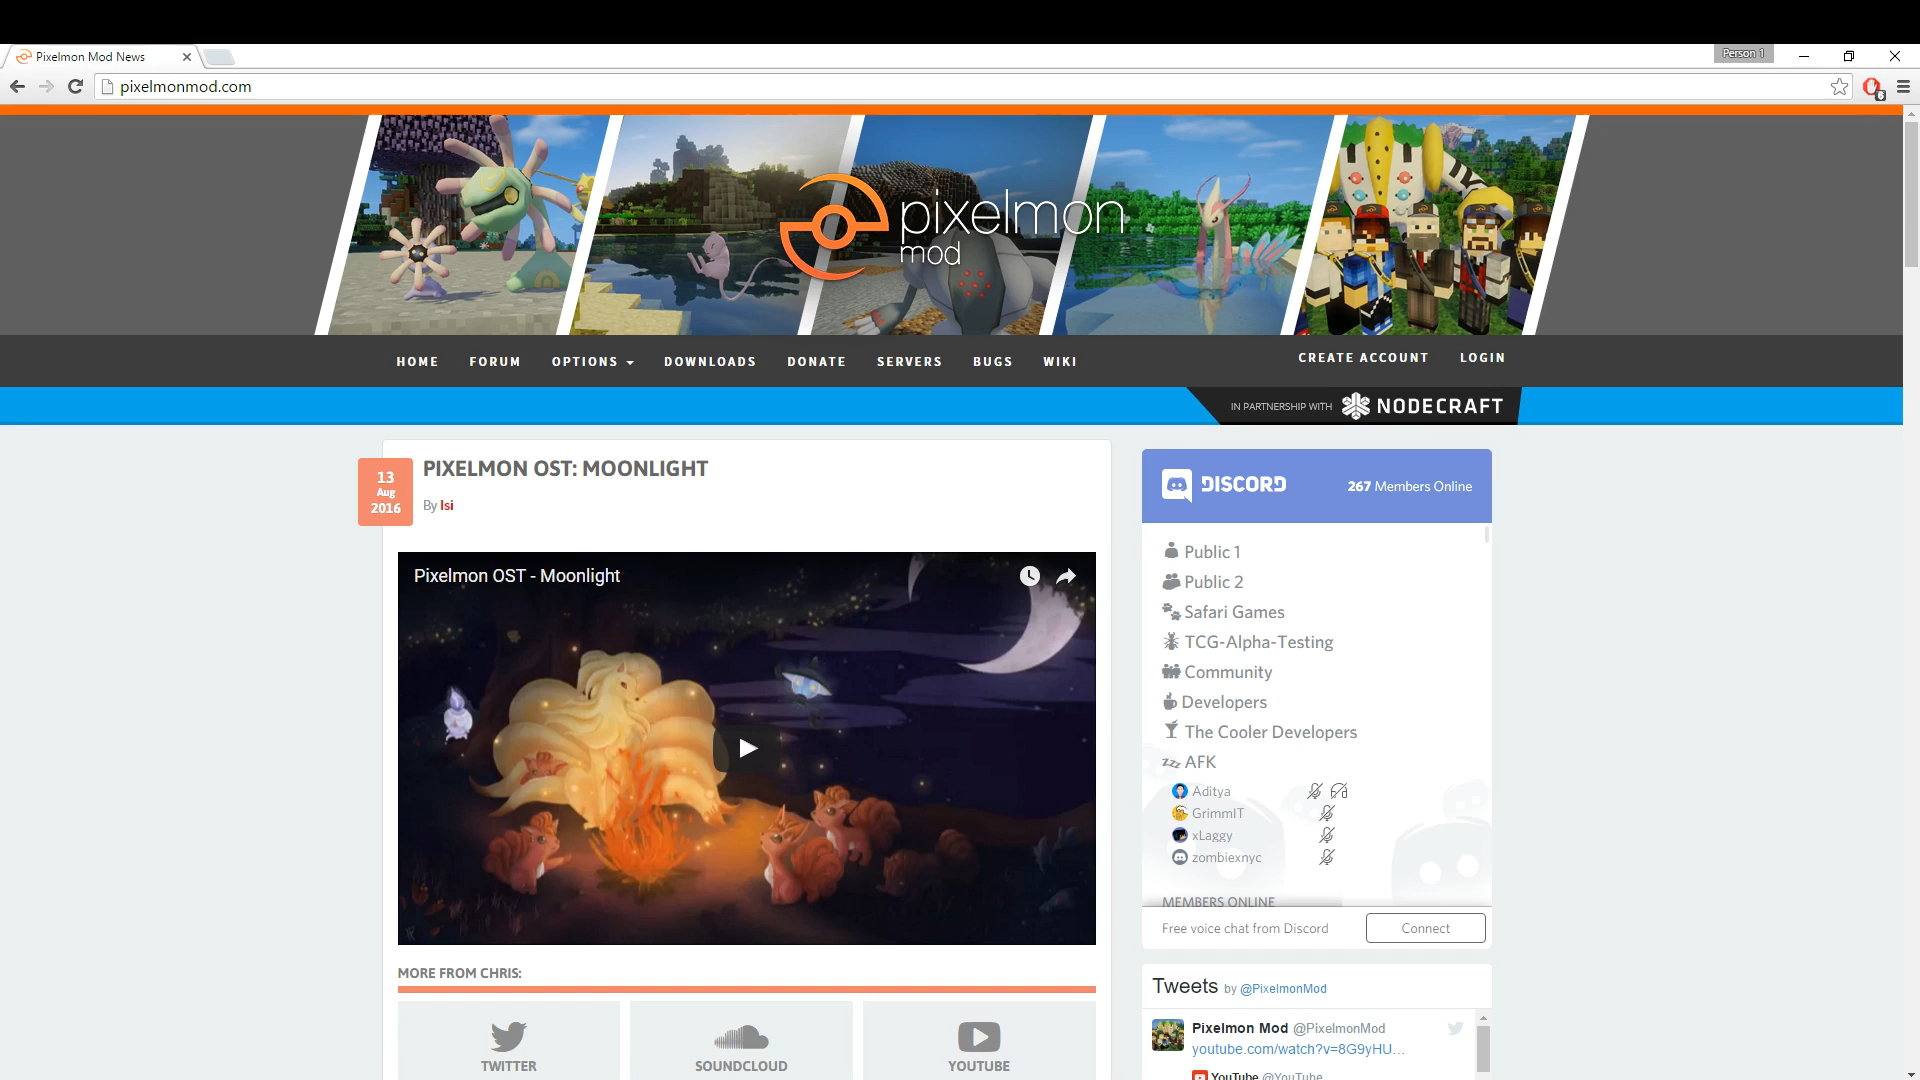 Pixelmon Mod News
Person 1
pixelmonmod.com
6
pixelmon
mod
HOME FORUM OPTIONS DOWNLOADS DONATE SERVERS BUGS WIKI
CREATE ACCOUNT LOGIN
IN PARTNERSHIP WITH NODECRAFT
13
Aug
2016
PIXELMON OST: MOONLIGHT
By Isi
Pixelmon OST - Moonlight
MORE FROM CHRIS:
TWITTER
SOUNDCLOUD
YOUTUBE
DISCORD
267 Members Online
Public 1
Public 2
Safari Games
TCG-Alpha-Testing
Community
Developers
The Cooler Developers
zzz AFK
Aditya
GrimmIT
xLaggy
zombiexnyc
MEMBERS ONLINE
Free voice chat from Discord
Connect
Tweets by @PixelmonMod
Pixelmon Mod @PixelmonMod
youtube.com/watch?v=8G9yHU...
YouTube @YouTube